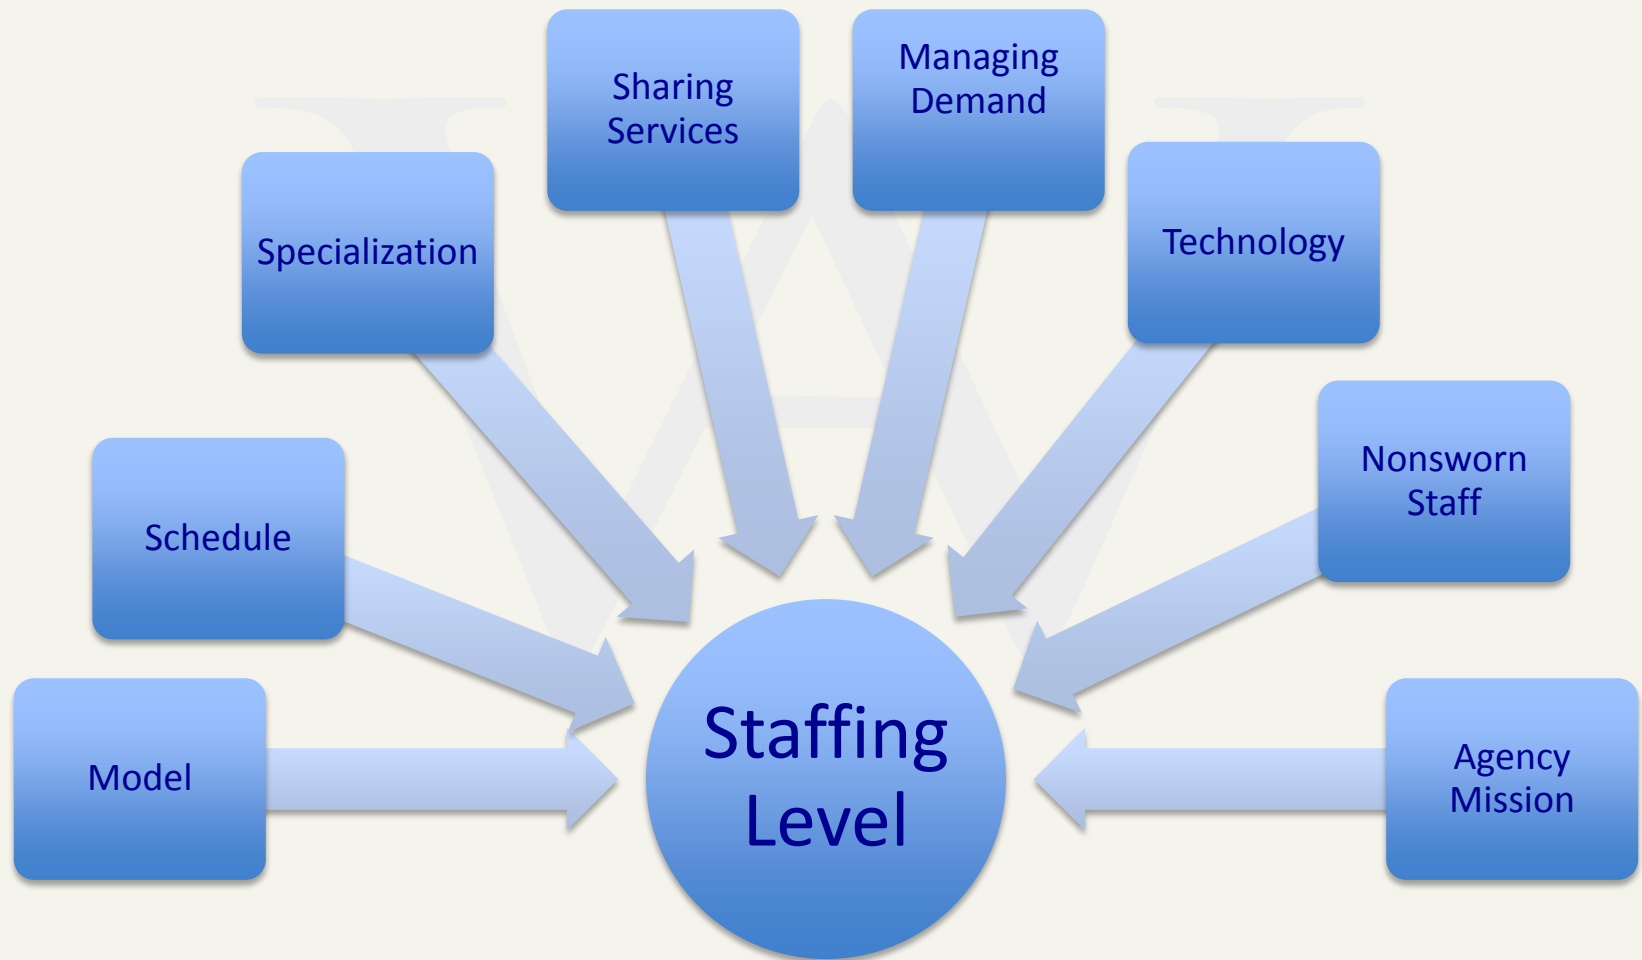 Sharing
Services
Managing
Demand
Specialization
Technology
Schedule
Nonsworn
Staff
Model
Staffing
Level
Agency
Mission